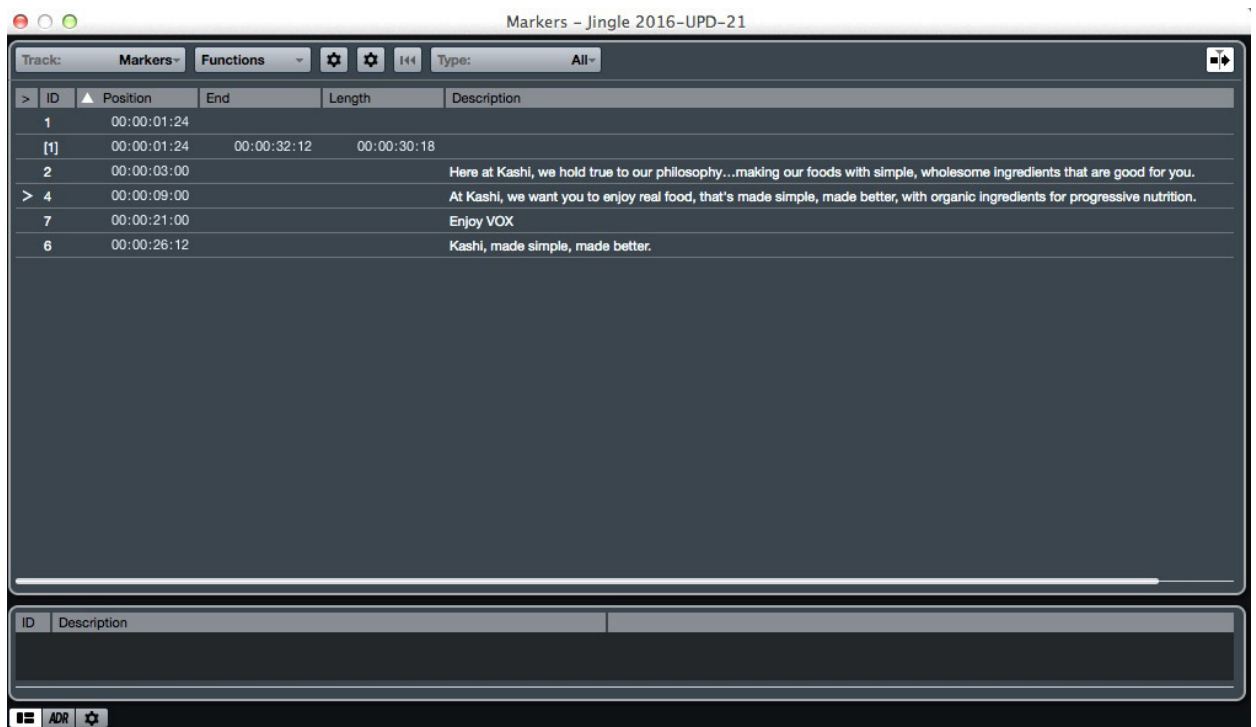 Markers – Jingle 2016-UPD-21
Track: Markers Functions Type: All
> ID Position End Length Description
1 00:00:01:24
[1] 00:00:01:24 00:00:32:12 00:00:30:18
2 00:00:03:00 Here at Kashi, we hold true to our philosophy…making our foods with simple, wholesome ingredients that are good for you.
> 4 00:00:09:00 At Kashi, we want you to enjoy real food, that's made simple, made better, with organic ingredients for progressive nutrition.
7 00:00:21:00 Enjoy VOX
6 00:00:26:12 Kashi, made simple, made better.
ID Description
ADR